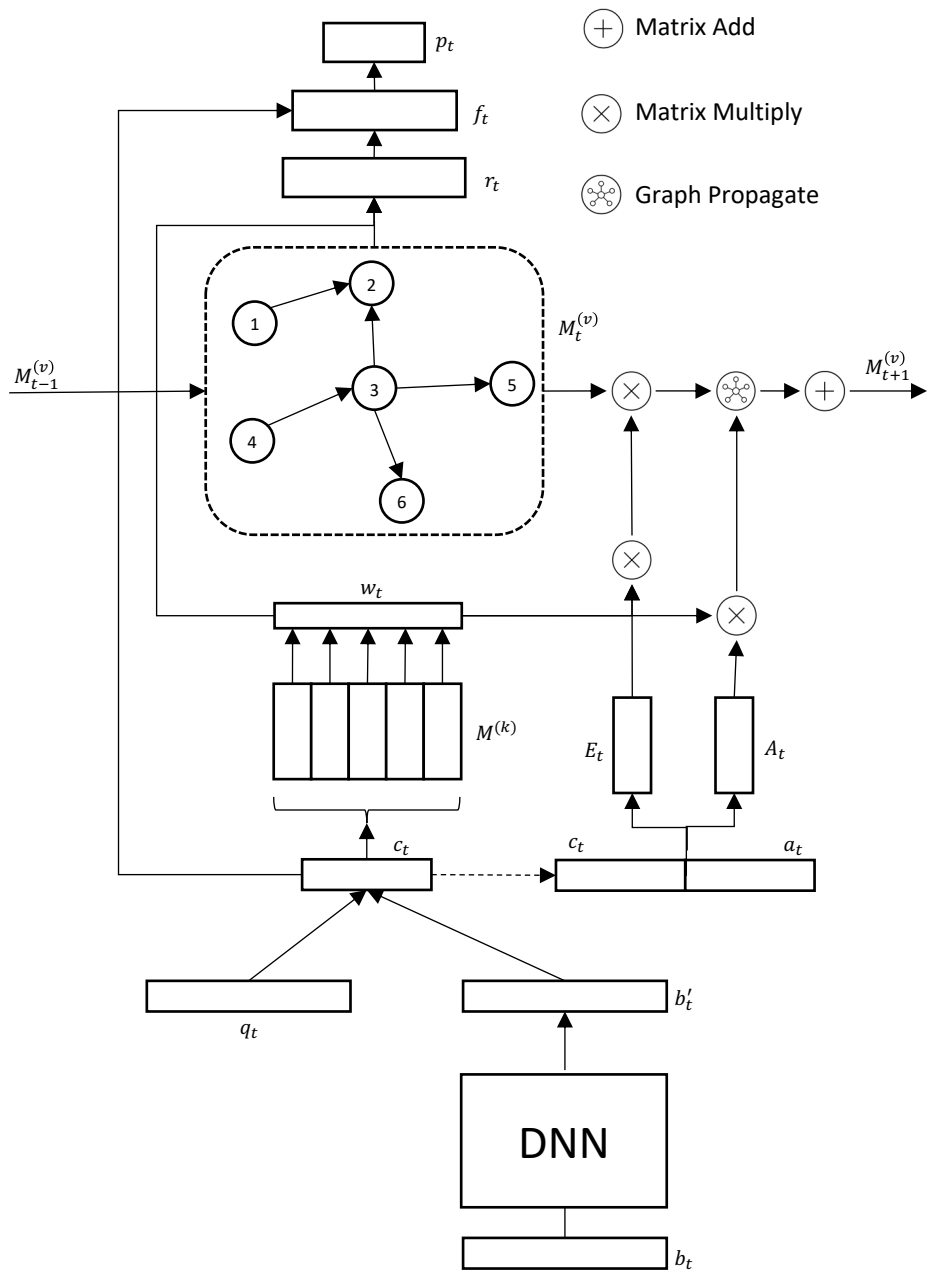 p_t
Matrix Add
f_t
Matrix Multiply
r_t
Graph Propagate
2
1
M_t^{(v)}
M_{t-1}^{(v)}
3
5
M_{t+1}^{(v)}
4
6
w_t
M^{(k)}
E_t
A_t
c_t
c_t
a_t
q_t
b'_t
DNN
b_t